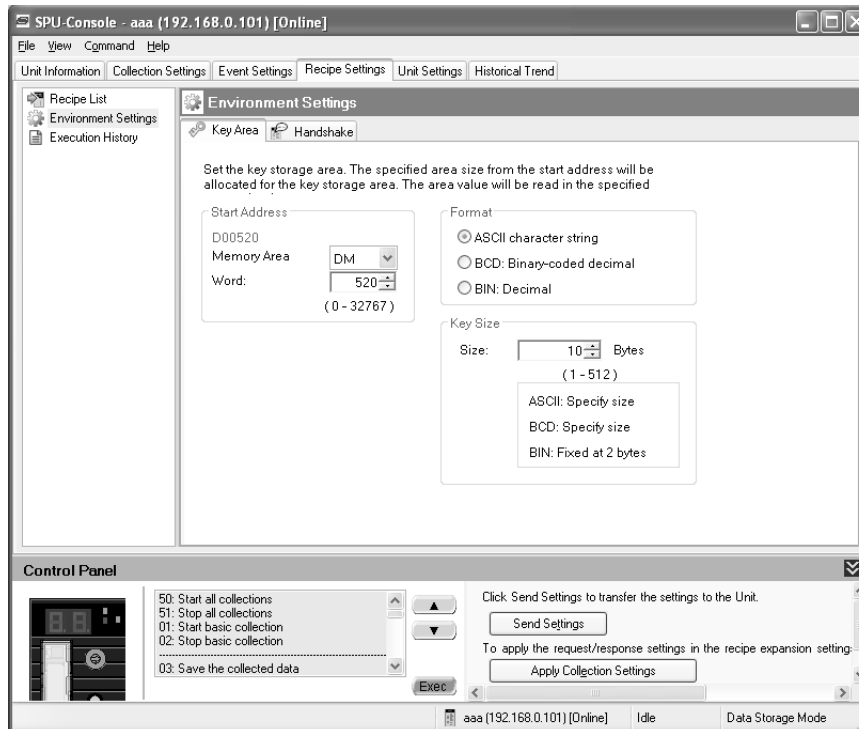 SPU-Console - aaa (192.168.0.101) [Online]
File View Command Help
Unit Information Collection Settings Event Settings Recipe Settings Unit Settings Historical Trend
Recipe List
Environment Settings
Execution History
Environment Settings
Key Area Handshake
Set the key storage area. The specified area size from the start address will be
allocated for the key storage area. The area value will be read in the specified
Start Address
D00520
Memory Area DM
Word: 520
( 0 - 32767 )
Format
ASCII character string
BCD: Binary-coded decimal
BIN: Decimal
Key Size
Size: 10 Bytes
( 1 - 512 )
ASCII: Specify size
BCD: Specify size
BIN: Fixed at 2 bytes
Control Panel
50: Start all collections
51: Stop all collections
01: Start basic collection
02: Stop basic collection
03: Save the collected data
Exec
Click Send Settings to transfer the settings to the Unit.
Send Settings
To apply the request/response settings in the recipe expansion setting
Apply Collection Settings
aaa (192.168.0.101) [Online] Idle Data Storage Mode